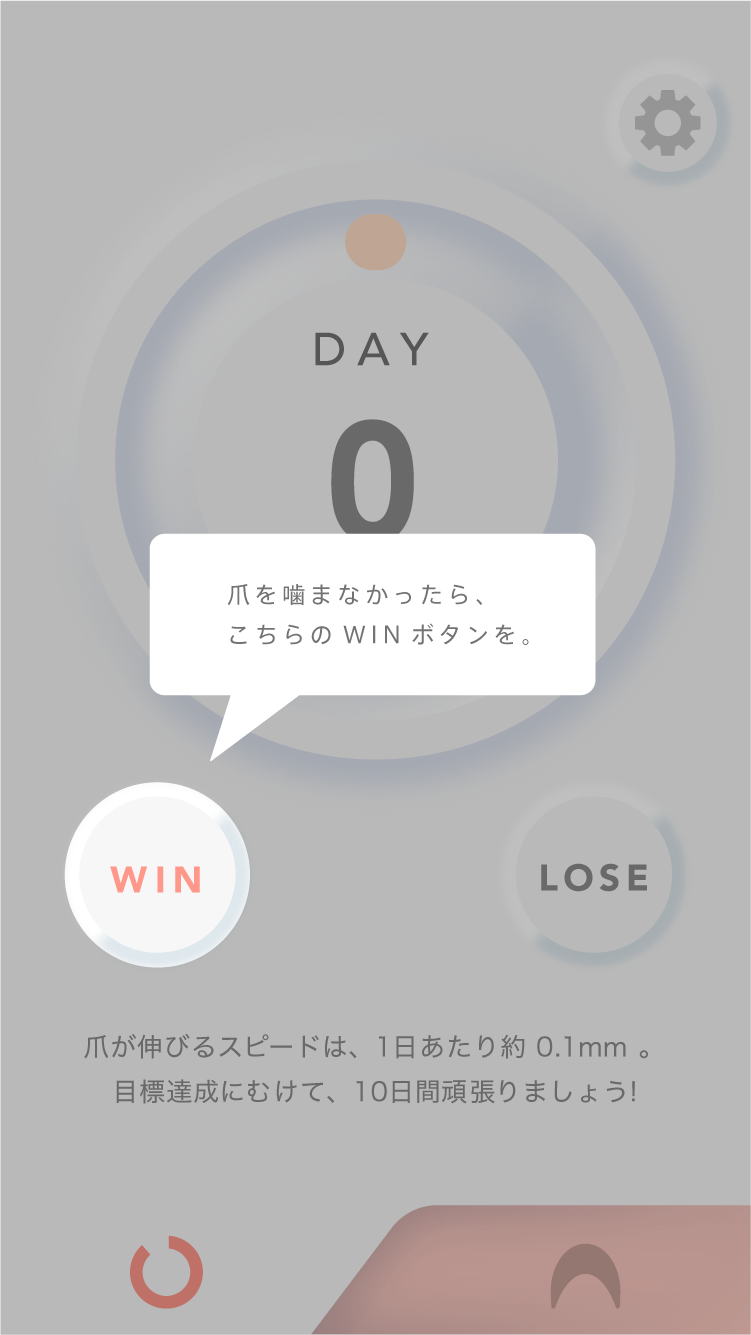 DAY
0
爪を噛まなかったら、
こちらの WIN ボタンを。
WIN
LOSE
爪が伸びるスピードは、1日あたり約 0.1mm 。
目標達成にむけて、10日間頑張りましょう!